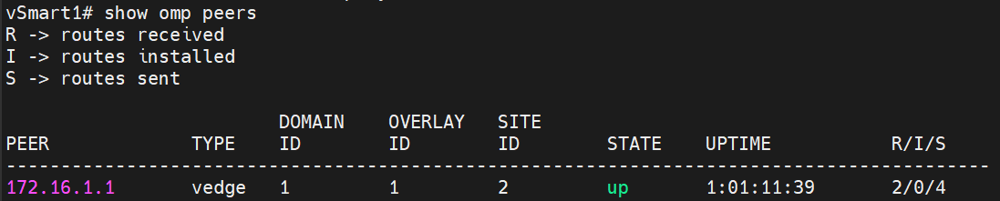 vSmart1# show omp peers
R -> routes received
I -> routes installed
S -> routes sent
DOMAIN OVERLAY SITE
PEER TYPE ID ID ID STATE UPTIME R/I/S
------------------------------------------------------------------------------------------
172.16.1.1 vedge 1 1 2 up 1:01:11:39 2/0/4